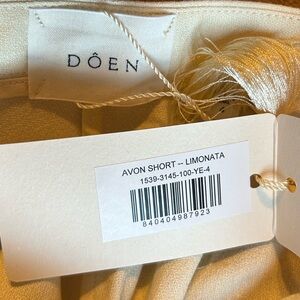 DÔEN
AVON SHORT -- LIMONATA
1539-3145-100-YE-4
840404987923